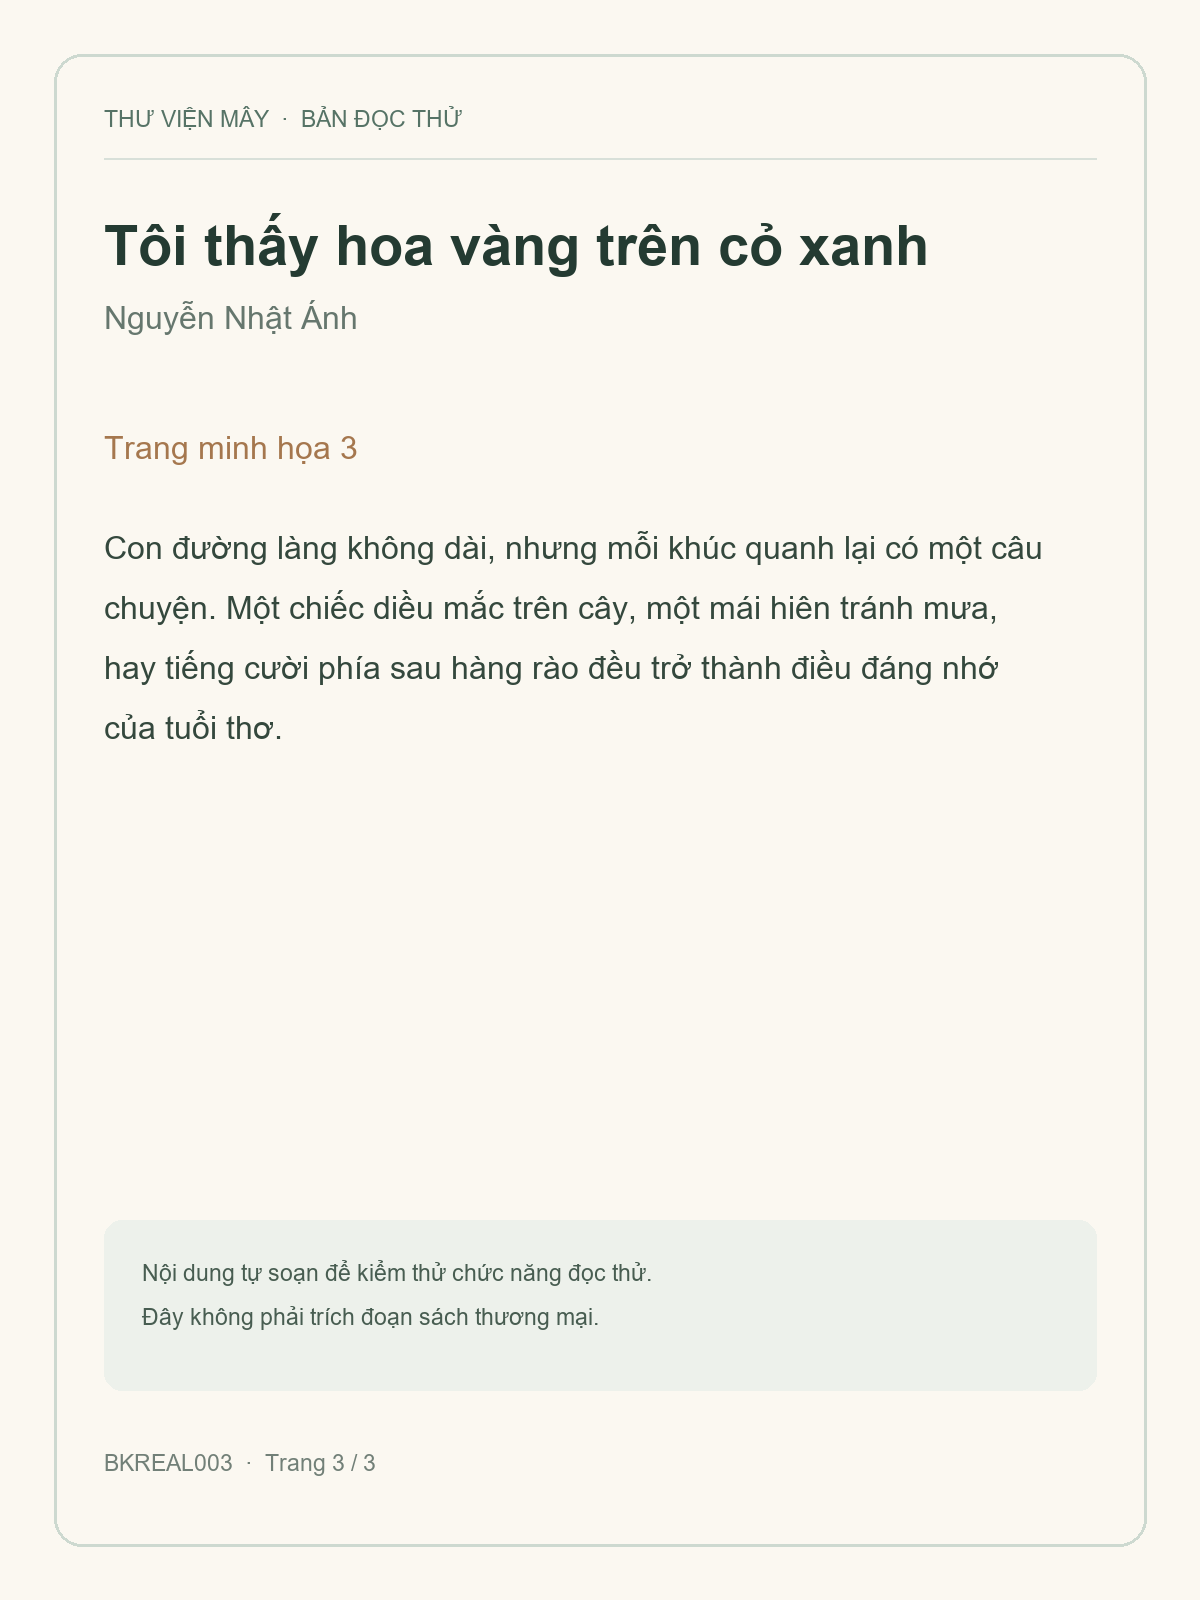 THƯ VIỆN MÂY · BẢN ĐỌC THỬ
Tôi thấy hoa vàng trên cỏ xanh
Nguyễn Nhật Ánh
Trang minh họa 3
Con đường làng không dài, nhưng mỗi khúc quanh lại có một câu
chuyện. Một chiếc diều mắc trên cây, một mái hiên tránh mưa,
hay tiếng cười phía sau hàng rào đều trở thành điều đáng nhớ
của tuổi thơ.
Nội dung tự soạn để kiểm thử chức năng đọc thử.
Đây không phải trích đoạn sách thương mại.
BKREAL003 · Trang 3 / 3